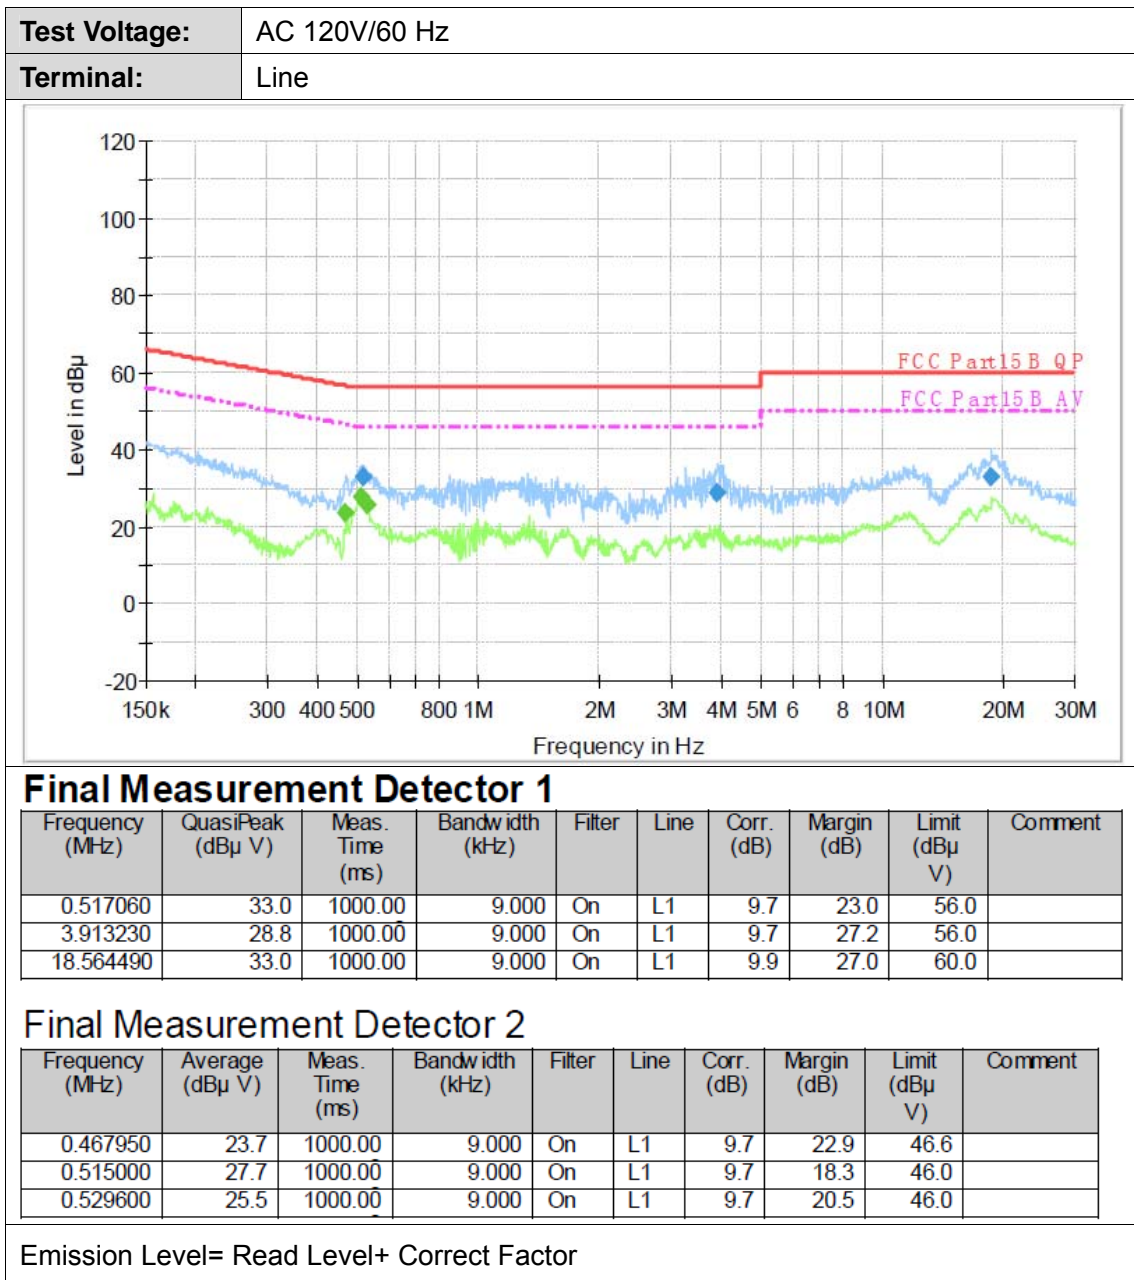 Test Voltage: AC 120V/60 Hz
Terminal: Line
120
100
80
60
40
20
0
-20
Level in dBµ
FCC Part15 B QP
FCC Part15 B AV
150k 300 400 500 800 1M 2M 3M 4M 5M 6 8 10M 20M 30M
Frequency in Hz
Final Measurement Detector 1
Frequency (MHz) QuasiPeak (dBµ V) Meas. Time (ms) Bandwidth (kHz) Filter Line Corr. (dB) Margin (dB) Limit (dBµ V) Comment
0.517060 33.0 1000.00 9.000 On L1 9.7 23.0 56.0
3.913230 28.8 1000.00 9.000 On L1 9.7 27.2 56.0
18.564490 33.0 1000.00 9.000 On L1 9.9 27.0 60.0
Final Measurement Detector 2
Frequency (MHz) Average (dBµ V) Meas. Time (ms) Bandwidth (kHz) Filter Line Corr. (dB) Margin (dB) Limit (dBµ V) Comment
0.467950 23.7 1000.00 9.000 On L1 9.7 22.9 46.6
0.515000 27.7 1000.00 9.000 On L1 9.7 18.3 46.0
0.529600 25.5 1000.00 9.000 On L1 9.7 20.5 46.0
Emission Level= Read Level+ Correct Factor